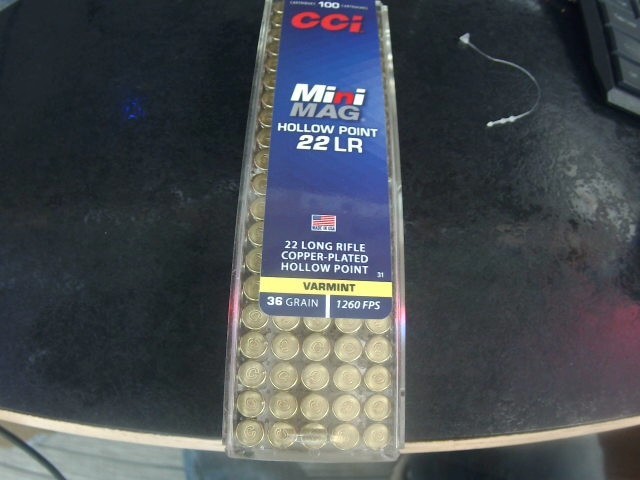 100 CARTRIDGES
CCI
Mini
MAG
HOLLOW POINT
22 LR
MADE IN USA
22 LONG RIFLE
COPPER-PLATED
HOLLOW POINT
31
VARMINT
36 GRAIN 1260 FPS